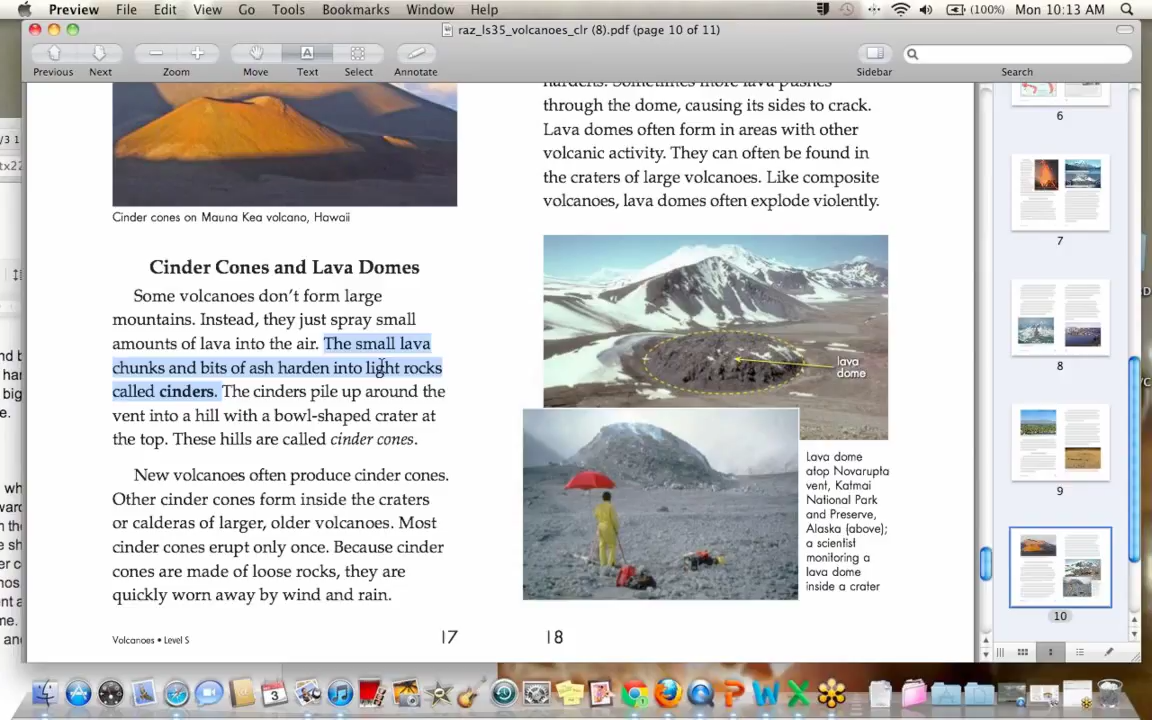 Preview File Edit View Go Tools Bookmarks Window Help (100%) Mon 10:13 AM
raz_ls35_volcanoes_clr (8).pdf (page 10 of 11)
Previous Next Zoom Move Text Select Annotate Sidebar Search
Cinder cones on Mauna Kea volcano, Hawaii
Cinder Cones and Lava Domes
Some volcanoes don't form large
mountains. Instead, they just spray small
amounts of lava into the air. The small lava
chunks and bits of ash harden into light rocks
called cinders. The cinders pile up around the
vent into a hill with a bowl-shaped crater at
the top. These hills are called cinder cones.
New volcanoes often produce cinder cones.
Other cinder cones form inside the craters
or calderas of larger, older volcanoes. Most
cinder cones erupt only once. Because cinder
cones are made of loose rocks, they are
quickly worn away by wind and rain.
Volcanoes • Level S
17
hardens. Sometimes more lava pushes
through the dome, causing its sides to crack.
Lava domes often form in areas with other
volcanic activity. They can often be found in
the craters of large volcanoes. Like composite
volcanoes, lava domes often explode violently.
lava
dome
Lava dome
atop Novarupta
vent, Katmai
National Park
and Preserve,
Alaska (above);
a scientist
monitoring a
lava dome
inside a crater
18
6
7
8
9
10